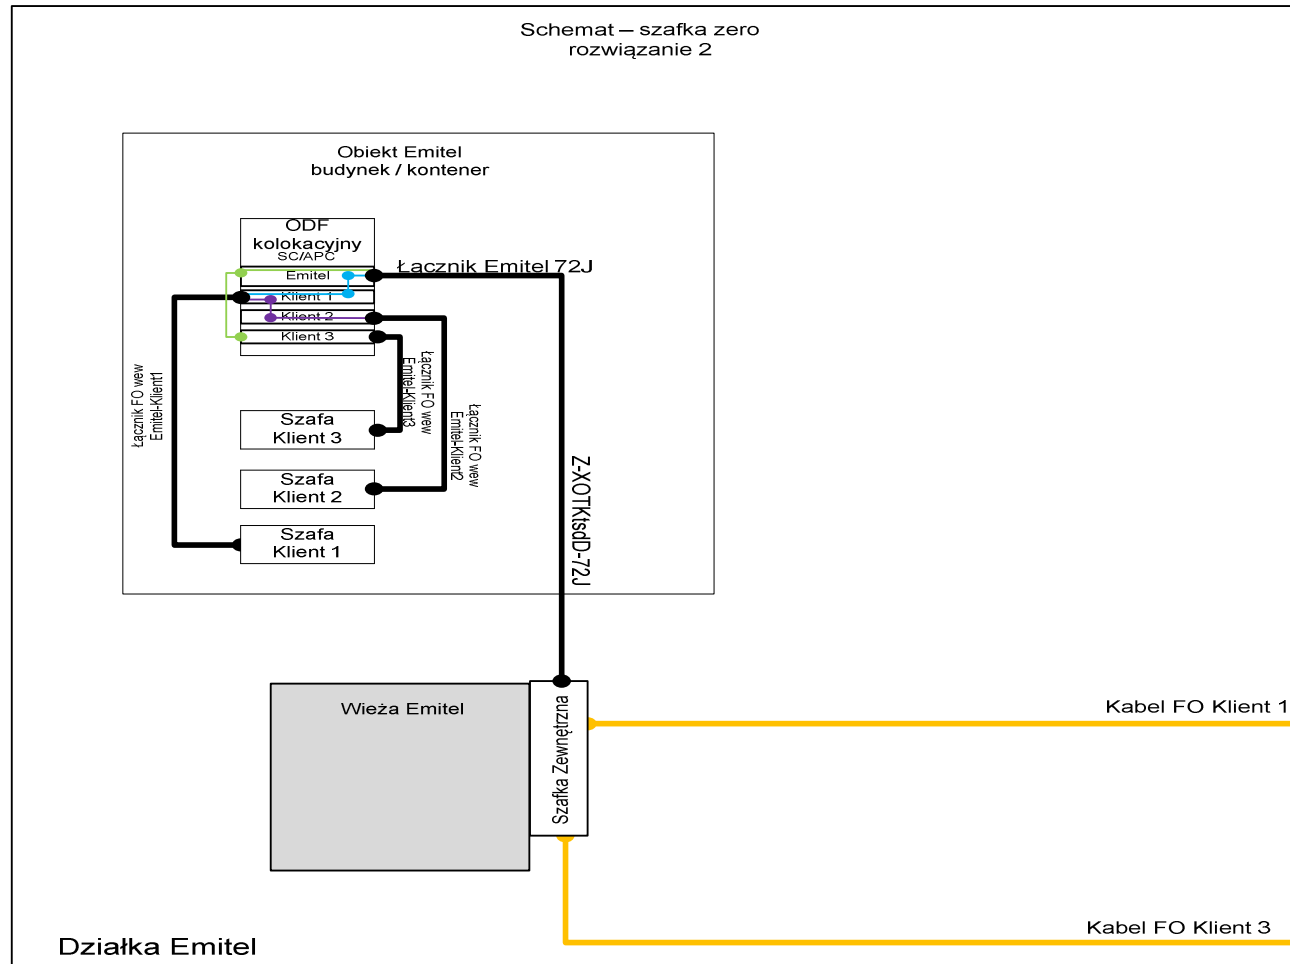 Schemat – szafka zero
rozwiązanie 2
Obiekt Emitel
budynek / kontener
ODF
kolokacyjny
SC/APC
Emitel
Klient 1
Klient 2
Klient 3
Łacznik Emitel 72J
Łącznik FO wew
Emitel-Klient1
Łącznik FO wew
Emitel-Klient3
Łącznik FO wew
Emitel-Klient2
Szafa
Klient 3
Szafa
Klient 2
Szafa
Klient 1
Z-XOTKtsdD-72J
Wieża Emitel
Szafka Zewnętrzna
Kabel FO Klient 1
Kabel FO Klient 3
Działka Emitel